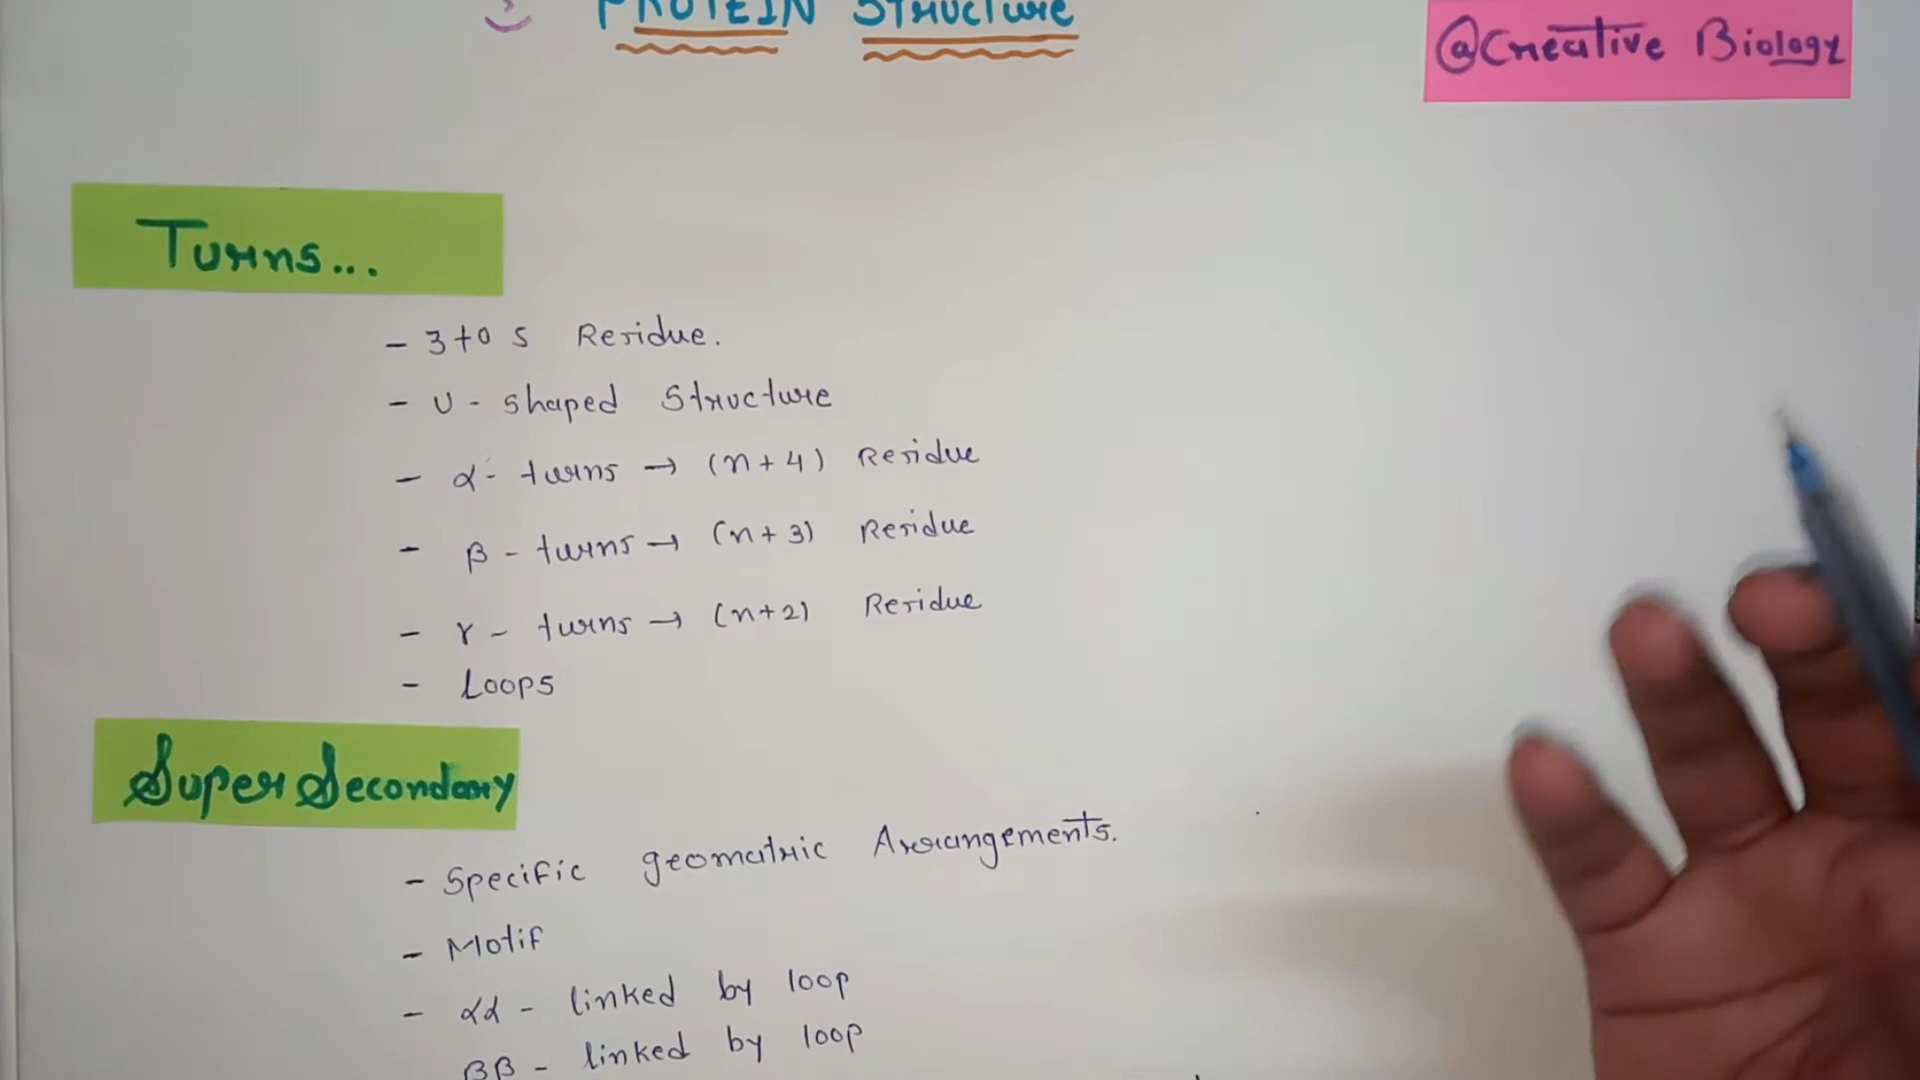 PROTEIN Structure
@Creative Biology
Turns...
- 3 to 5 Residue.
- U - shaped Structure
- α - turns → (n+4) Residue
- β - turns → (n+3) Residue
- γ - turns → (n+2) Residue
- Loops
Super Secondary
- Specific geomatric Arrangements.
- Motif
- αα - linked by loop
ββ - linked by loop